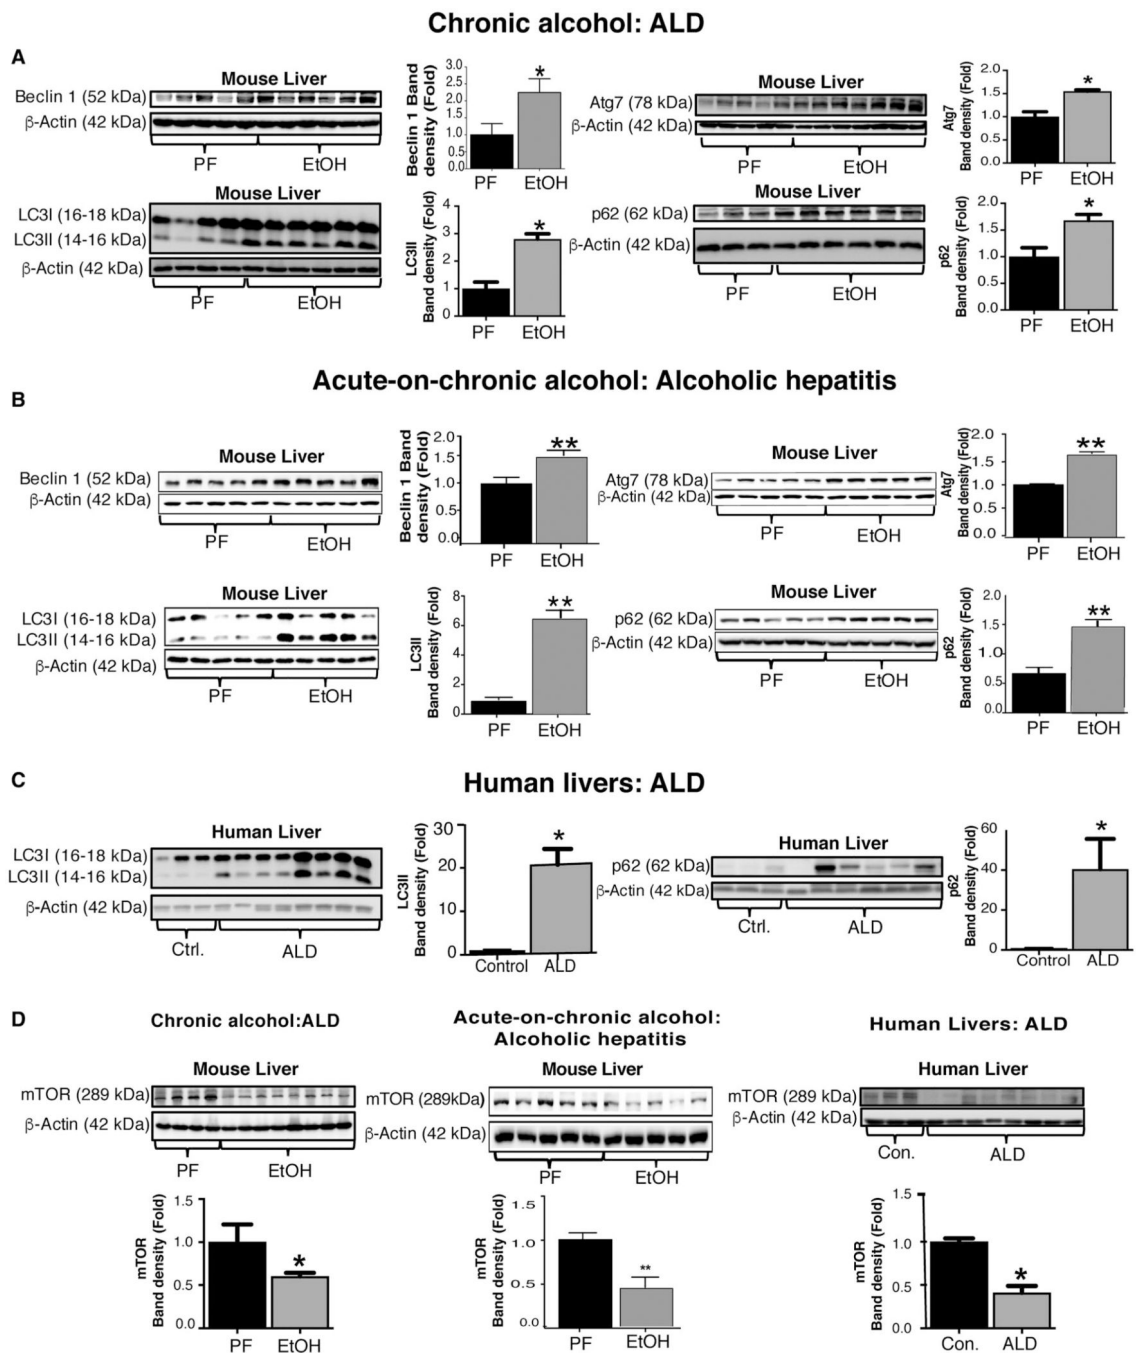 Chronic alcohol: ALD
A
Mouse Liver
Beclin 1 (52 kDa)
β-Actin (42 kDa)
PF
EtOH
Beclin 1 Band
density (Fold)
3.0
2.5
2.0
1.5
1.0
0.5
0.0
*
PF
EtOH
Mouse Liver
Atg7 (78 kDa)
β-Actin (42 kDa)
PF
EtOH
Atg7
Band density (Fold)
2.0
1.5
1.0
0.5
0.0
*
PF
EtOH
Mouse Liver
LC3I (16-18 kDa)
LC3II (14-16 kDa)
β-Actin (42 kDa)
PF
EtOH
LC3II
Band density (Fold)
4
3
2
1
0
*
PF
EtOH
Mouse Liver
p62 (62 kDa)
β-Actin (42 kDa)
PF
EtOH
p62
Band density (Fold)
2.0
1.5
1.0
0.5
0.0
*
PF
EtOH
Acute-on-chronic alcohol: Alcoholic hepatitis
B
Mouse Liver
Beclin 1 (52 kDa)
β-Actin (42 kDa)
PF
EtOH
Beclin 1 Band
density (Fold)
2.0
1.5
1.0
0.5
0.0
**
PF
EtOH
Mouse Liver
Atg7 (78 kDa)
β-Actin (42 kDa)
PF
EtOH
Atg7
Band density (Fold)
2.0
1.5
1.0
0.5
0.0
**
PF
EtOH
Mouse Liver
LC3I (16-18 kDa)
LC3II (14-16 kDa)
β-Actin (42 kDa)
PF
EtOH
LC3II
Band density (Fold)
8
6
4
2
0
**
PF
EtOH
Mouse Liver
p62 (62 kDa)
β-Actin (42 kDa)
PF
EtOH
p62
Band density (Fold)
2.0
1.5
1.0
0.5
0.0
**
PF
EtOH
C
Human livers: ALD
Human Liver
LC3I (16-18 kDa)
LC3II (14-16 kDa)
β-Actin (42 kDa)
Ctrl.
ALD
LC3II
Band density (Fold)
30
20
10
0
*
Control
ALD
Human Liver
p62 (62 kDa)
β-Actin (42 kDa)
Ctrl.
ALD
p62
Band density (Fold)
60
40
20
0
*
Control
ALD
D
Chronic alcohol:ALD
Mouse Liver
mTOR (289 kDa)
β-Actin (42 kDa)
PF
EtOH
mTOR
Band density (Fold)
1.5
1.0
0.5
0.0
*
PF
EtOH
Acute-on-chronic alcohol:
Alcoholic hepatitis
Mouse Liver
mTOR (289kDa)
β-Actin (42 kDa)
PF
EtOH
mTOR
Band density (Fold)
1.5
1.0
0.5
0.0
**
PF
EtOH
Human Livers: ALD
Human Liver
mTOR (289 kDa)
β-Actin (42 kDa)
Con.
ALD
mTOR
Band density (Fold)
1.5
1.0
0.5
0.0
*
Con.
ALD